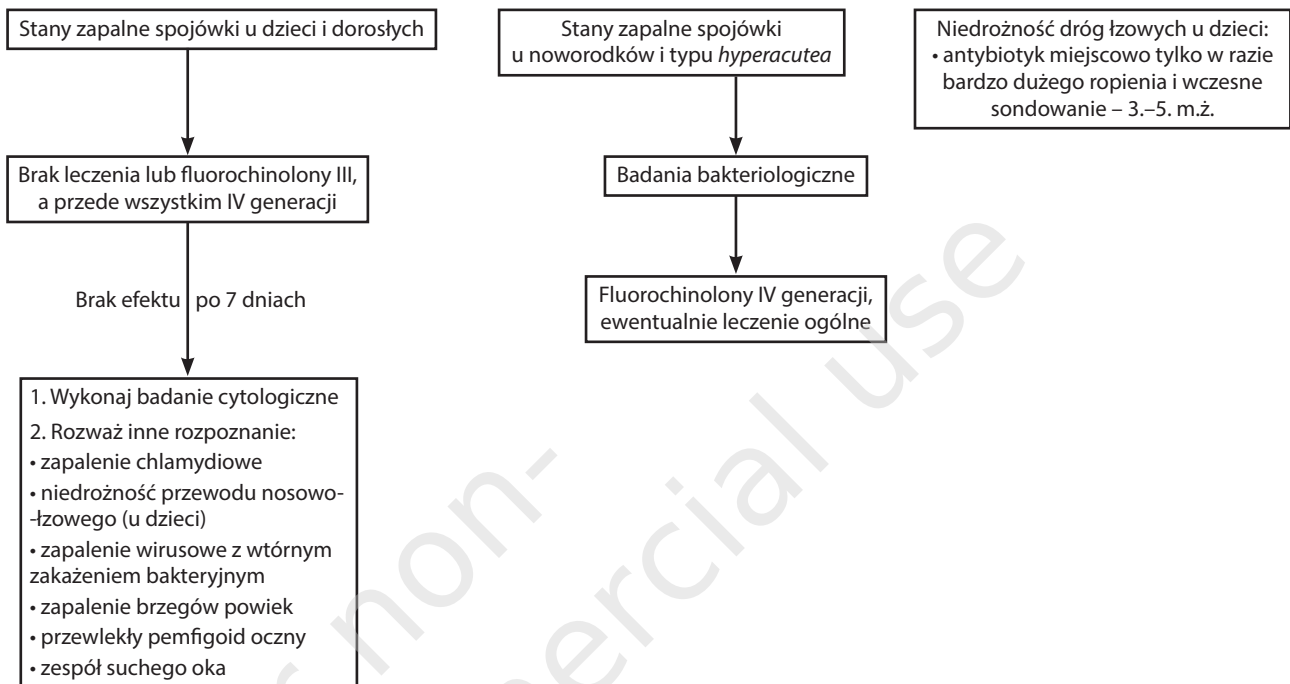 Stany zapalne spojówki u dzieci i dorosłych
Brak leczenia lub fluorochinolony III,
a przede wszystkim IV generacji
Brak efektu po 7 dniach
1. Wykonaj badanie cytologiczne
2. Rozważ inne rozpoznanie:
• zapalenie chlamydiowe
• niedrożność przewodu nosowo-
-łzowego (u dzieci)
• zapalenie wirusowe z wtórnym
zakażeniem bakteryjnym
• zapalenie brzegów powiek
• przewlekły pemfigoid oczny
• zespół suchego oka
Stany zapalne spojówki
u noworodków i typu hyperacutea
Badania bakteriologiczne
Fluorochinolony IV generacji,
ewentualnie leczenie ogólne
Niedrożność dróg łzowych u dzieci:
• antybiotyk miejscowo tylko w razie
bardzo dużego ropienia i wczesne
sondowanie – 3.–5. m.ż.
non-
use